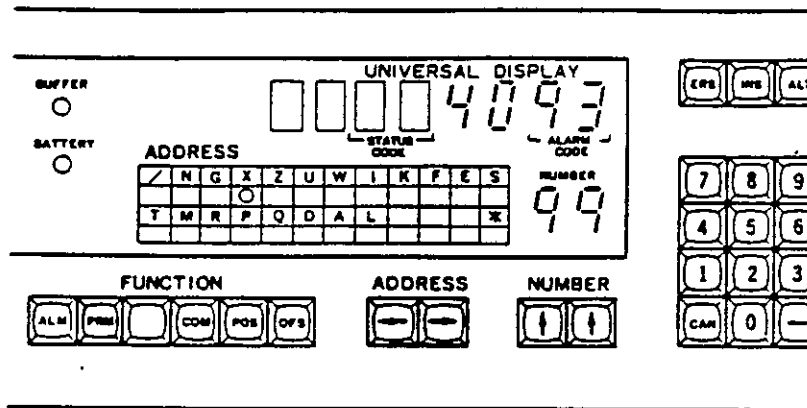 UNIVERSAL DISPLAY
BUFFER
4093
ERS INS ALT
STATUS CODE
ALARM CODE
BATTERY
ADDRESS
/ N G X Z U W I K F E S
T M R P Q D A L *
NUMBER
99
7 8 9
4 5 6
1 2 3
CAN 0 —
FUNCTION
ALM PRM COM POS OFS
ADDRESS
← →
NUMBER